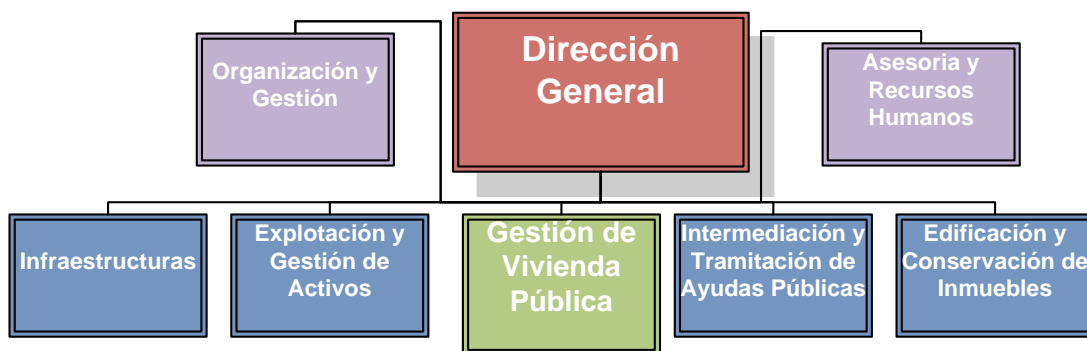 Dirección
General
Organización y
Gestión
Asesoria y
Recursos
Humanos
Infraestructuras
Explotación y
Gestión de
Activos
Gestión de
Vivienda
Pública
Intermediación y
Tramitación de
Ayudas Públicas
Edificación y
Conservación de
Inmuebles